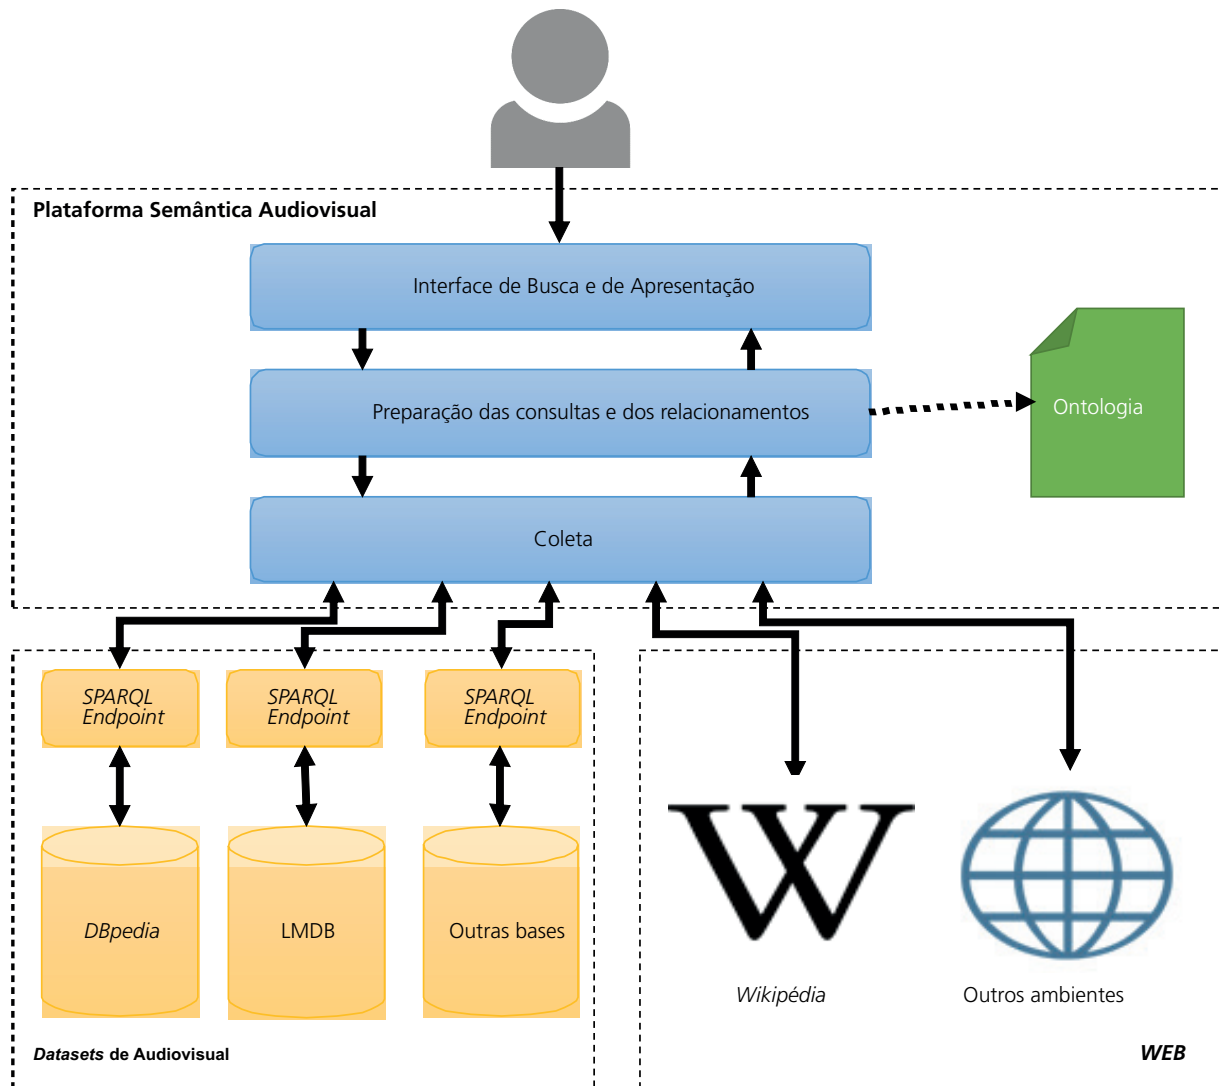 Plataforma Semântica Audiovisual
Interface de Busca e de Apresentação
Preparação das consultas e dos relacionamentos
Ontologia
Coleta
SPARQL
Endpoint
SPARQL
Endpoint
SPARQL
Endpoint
DBpedia
LMDB
Outras bases
W
Wikipédia
Outros ambientes
Datasets de Audiovisual
WEB